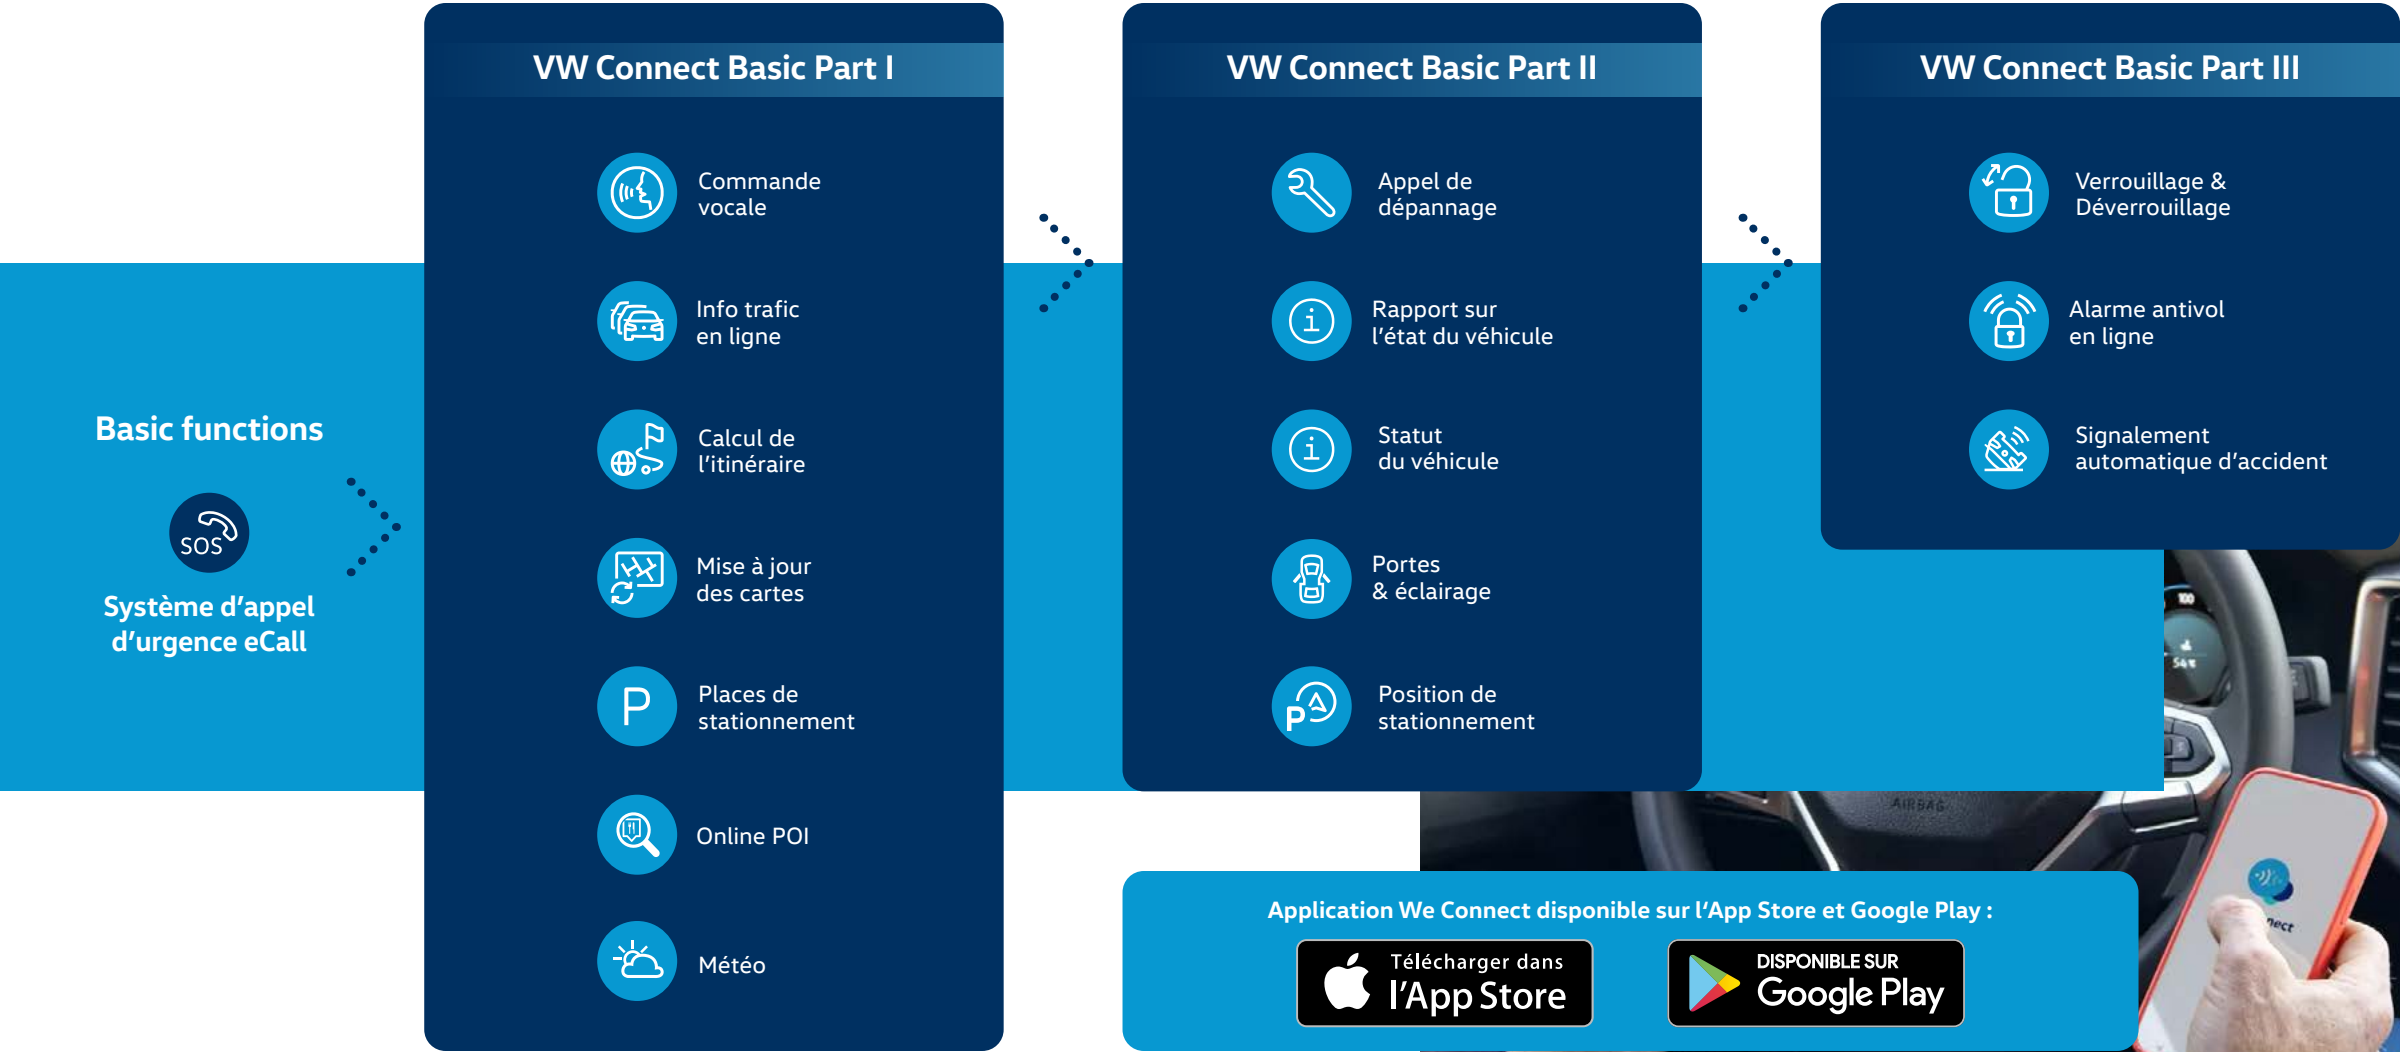 Basic functions
SOS
Système d'appel
d'urgence eCall
VW Connect Basic Part I
Commande
vocale
Info trafic
en ligne
Calcul de
l'itinéraire
Mise à jour
des cartes
P
Places de
stationnement
Online POI
Météo
VW Connect Basic Part II
Appel de
dépannage
i
Rapport sur
l'état du véhicule
i
Statut
du véhicule
Portes
& éclairage
P
Position de
stationnement
VW Connect Basic Part III
Verrouillage &
Déverrouillage
Alarme antivol
en ligne
Signalement
automatique d'accident
100
AIRBAG
Application We Connect disponible sur l'App Store et Google Play :
Télécharger dans
l'App Store
DISPONIBLE SUR
Google Play